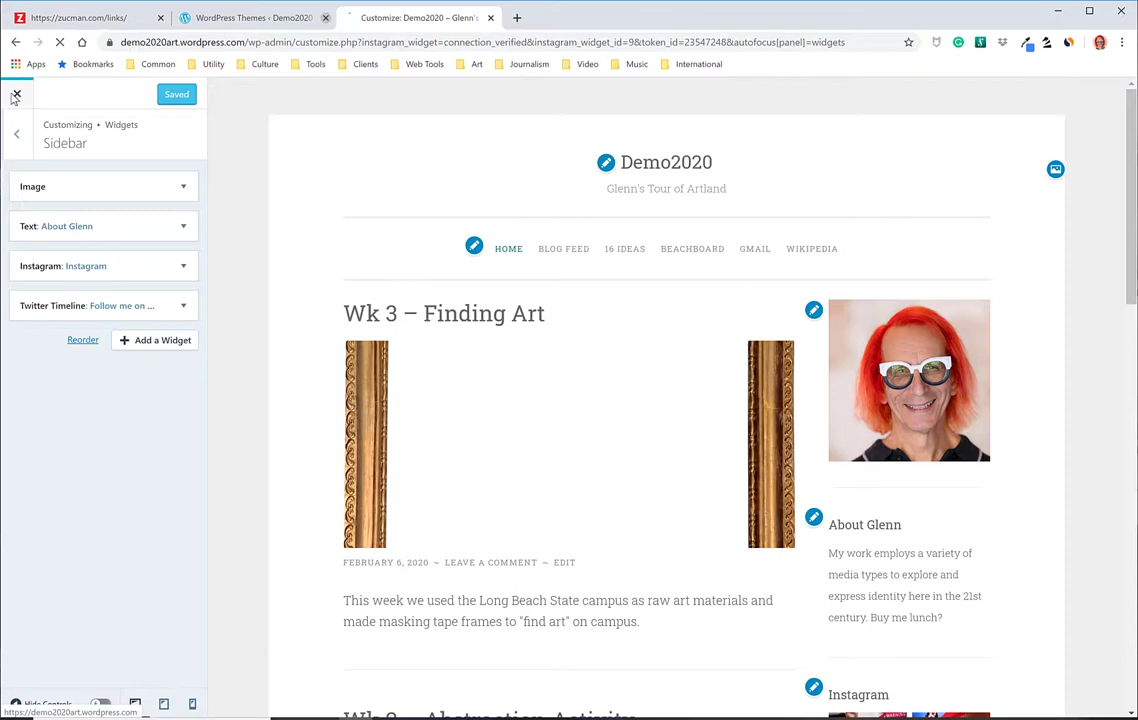 https://zucman.com/links/
WordPress Themes ‹ Demo2020
Customize: Demo2020 – Glenn's
demo2020art.wordpress.com/wp-admin/customize.php?instagram_widget=connection_verified&instagram_widget_id=9&token_id=23547248&autofocus[panel]=widgets
Apps Bookmarks Common Utility Culture Tools Clients Web Tools Art Journalism Video Music International
Saved
Customizing • Widgets
Sidebar
Image
Text: About Glenn
Instagram: Instagram
Twitter Timeline: Follow me on ...
Reorder
Add a Widget
Demo2020
Glenn's Tour of Artland
HOME BLOG FEED 16 IDEAS BEACHBOARD GMAIL WIKIPEDIA
Wk 3 – Finding Art
FEBRUARY 6, 2020 ~ LEAVE A COMMENT ~ EDIT
This week we used the Long Beach State campus as raw art materials and
made masking tape frames to "find art" on campus.
About Glenn
My work employs a variety of
media types to explore and
express identity here in the 21st
century. Buy me lunch?
Instagram
Abstraction Activity
Hide Controls
https://demo2020art.wordpress.com